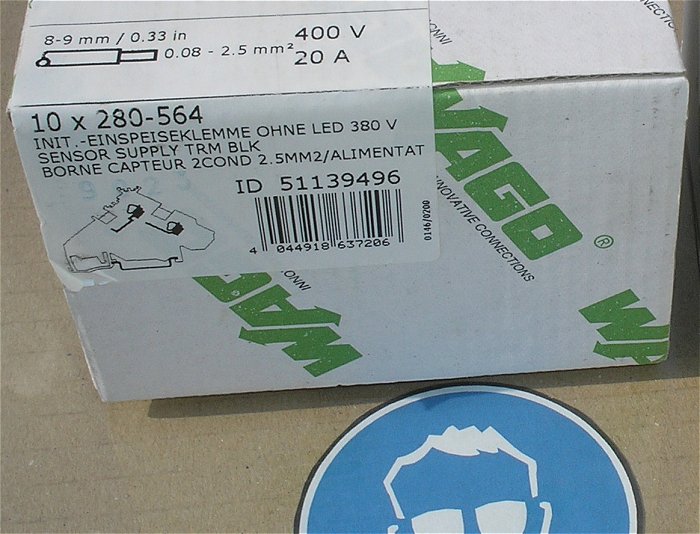 8-9 mm / 0.33 in
0.08 - 2.5 mm²
400 V
20 A
10 x 280-564
INIT.-EINSPEISEKLEMME OHNE LED 380 V
SENSOR SUPPLY TRM BLK
BORNE CAPTEUR 2COND 2.5MM2/ALIMENTAT
ID 51139496
4 044918 637206
0146/0200
WAGO®
INNOVATIVE CONNECTIONS
CONNECTIONS
WAG
WA